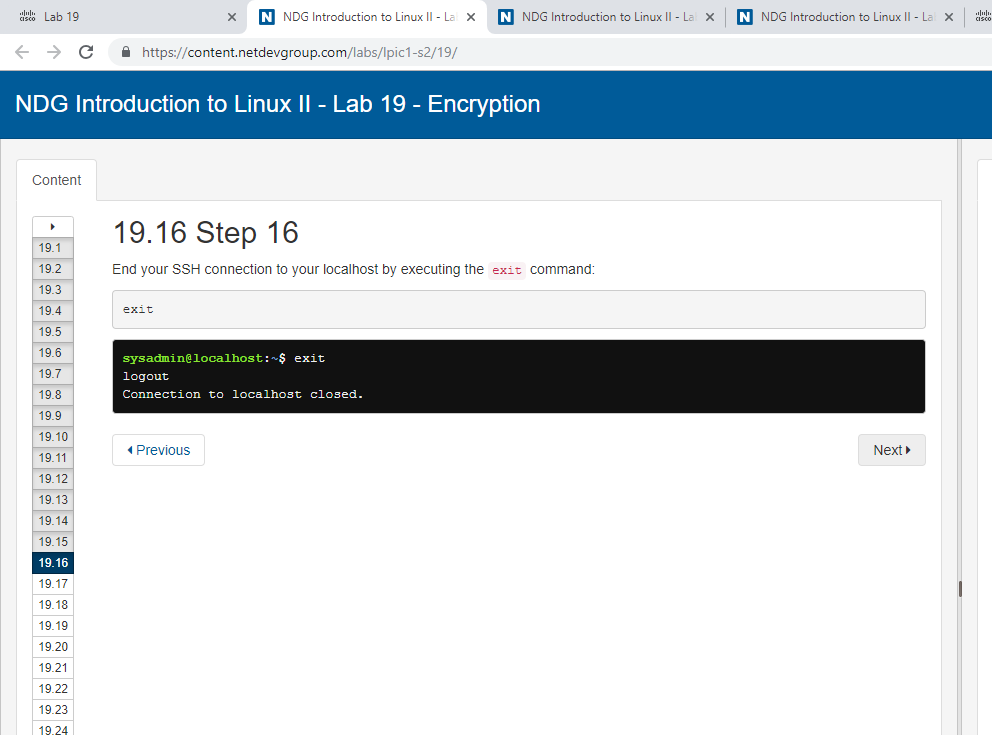 Lab 19
NDG Introduction to Linux II - La
NDG Introduction to Linux II - La
NDG Introduction to Linux II - La
https://content.netdevgroup.com/labs/lpic1-s2/19/
NDG Introduction to Linux II - Lab 19 - Encryption
Content
19.1
19.2
19.3
19.4
19.5
19.6
19.7
19.8
19.9
19.10
19.11
19.12
19.13
19.14
19.15
19.16
19.17
19.18
19.19
19.20
19.21
19.22
19.23
19.24
19.16 Step 16
End your SSH connection to your localhost by executing the exit command:
exit
sysadmin@localhost:~$ exit
logout
Connection to localhost closed.
Previous
Next